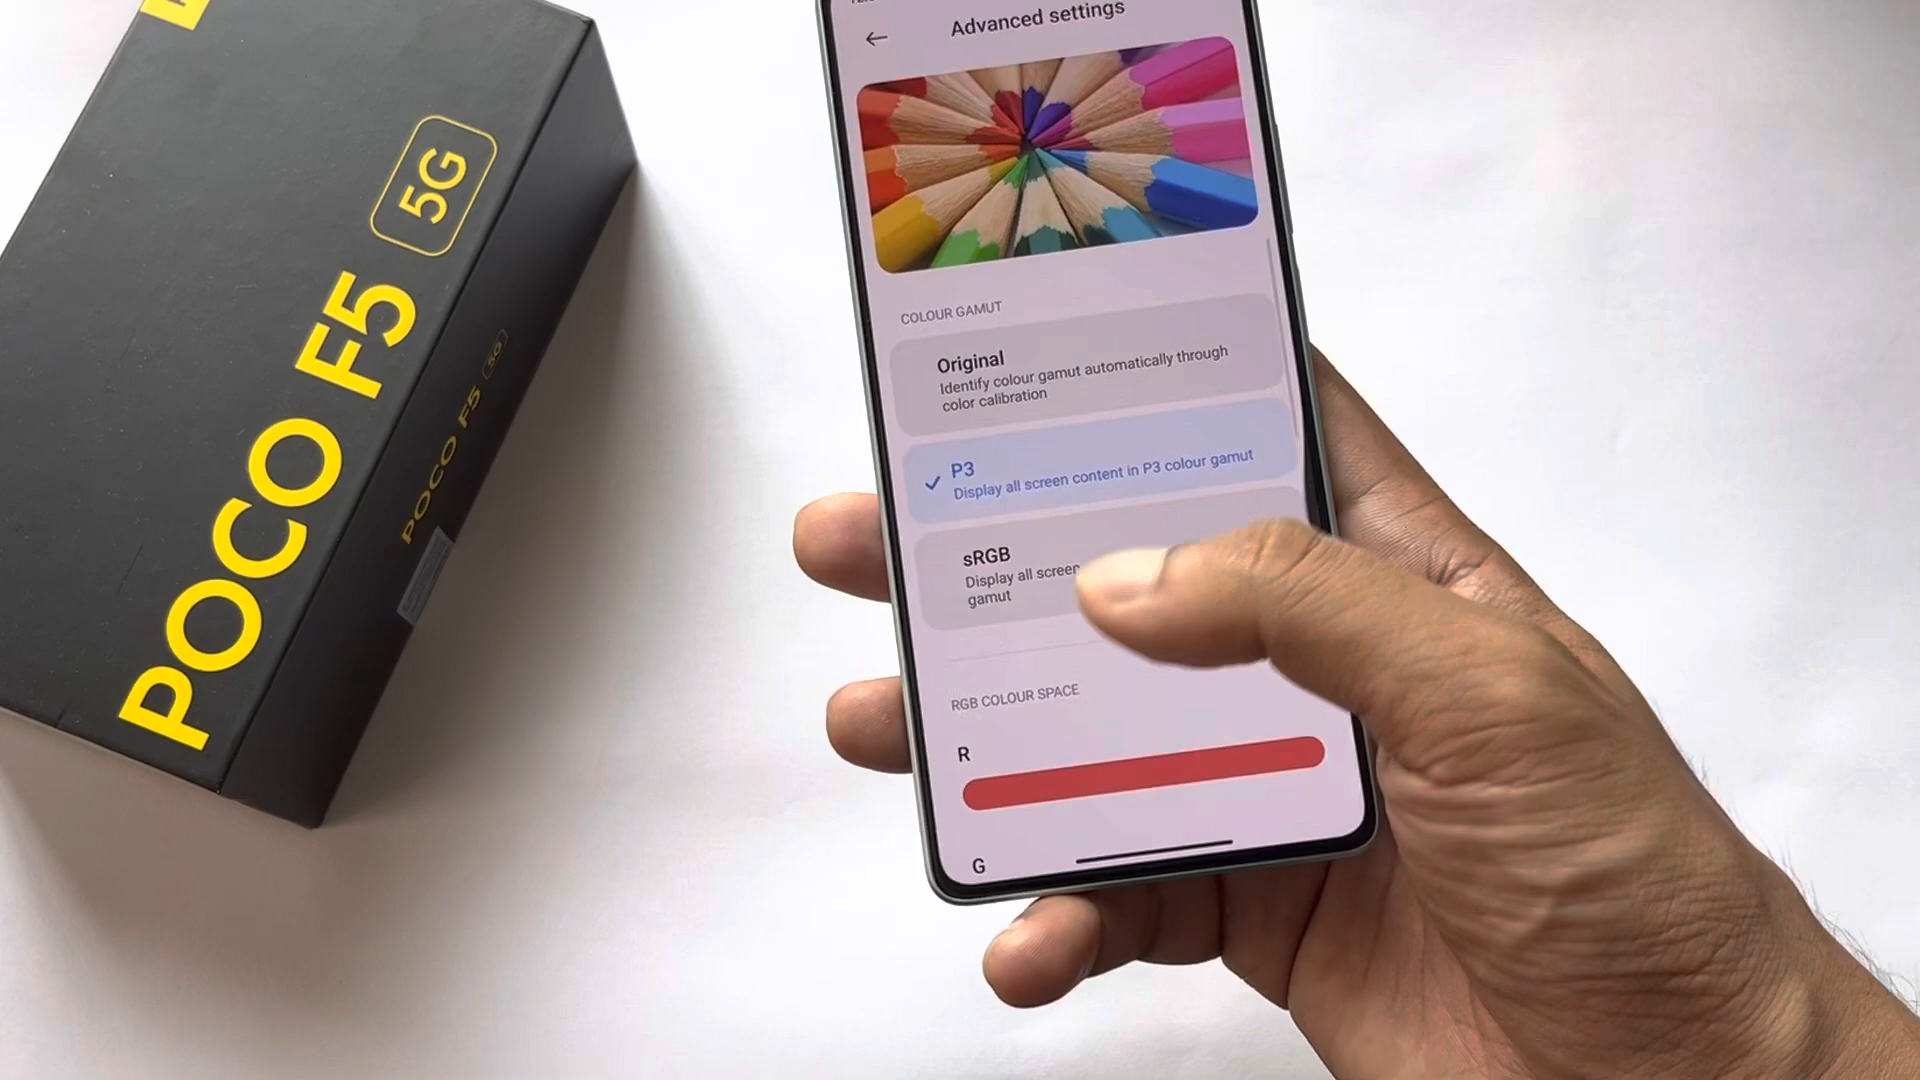 POCO F5 5G
POCO F5 5G
Advanced settings
COLOUR GAMUT
Original
Identify colour gamut automatically through
color calibration
P3
Display all screen content in P3 colour gamut
sRGB
Display all screen
gamut
RGB COLOUR SPACE
R
G